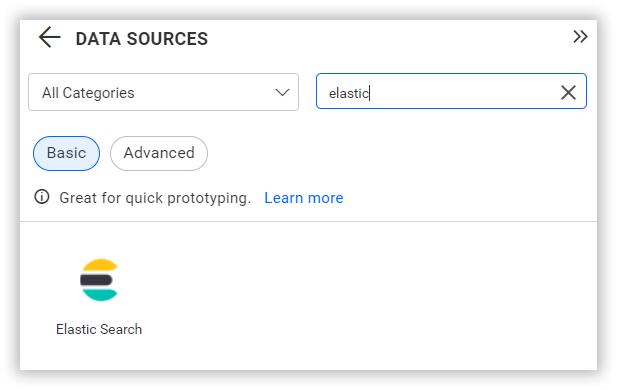 DATA SOURCES
All Categories
elastic
Basic
Advanced
Great for quick prototyping. Learn more
Elastic Search